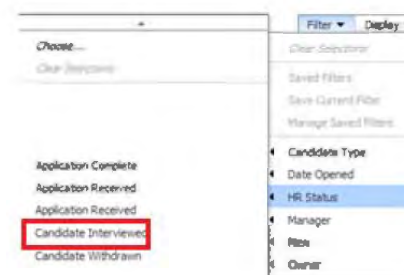 Filter ▼ Display
Choose...
Clear Selections
Application Complete
Application Received
Application Received
Candidate Interviewed
Candidate Withdrawn
Clear Selections
Saved Filters
Save Current Filter
Manage Saved Filters
Candidate Type
Date Opened
HR Status
Manager
New
Owner